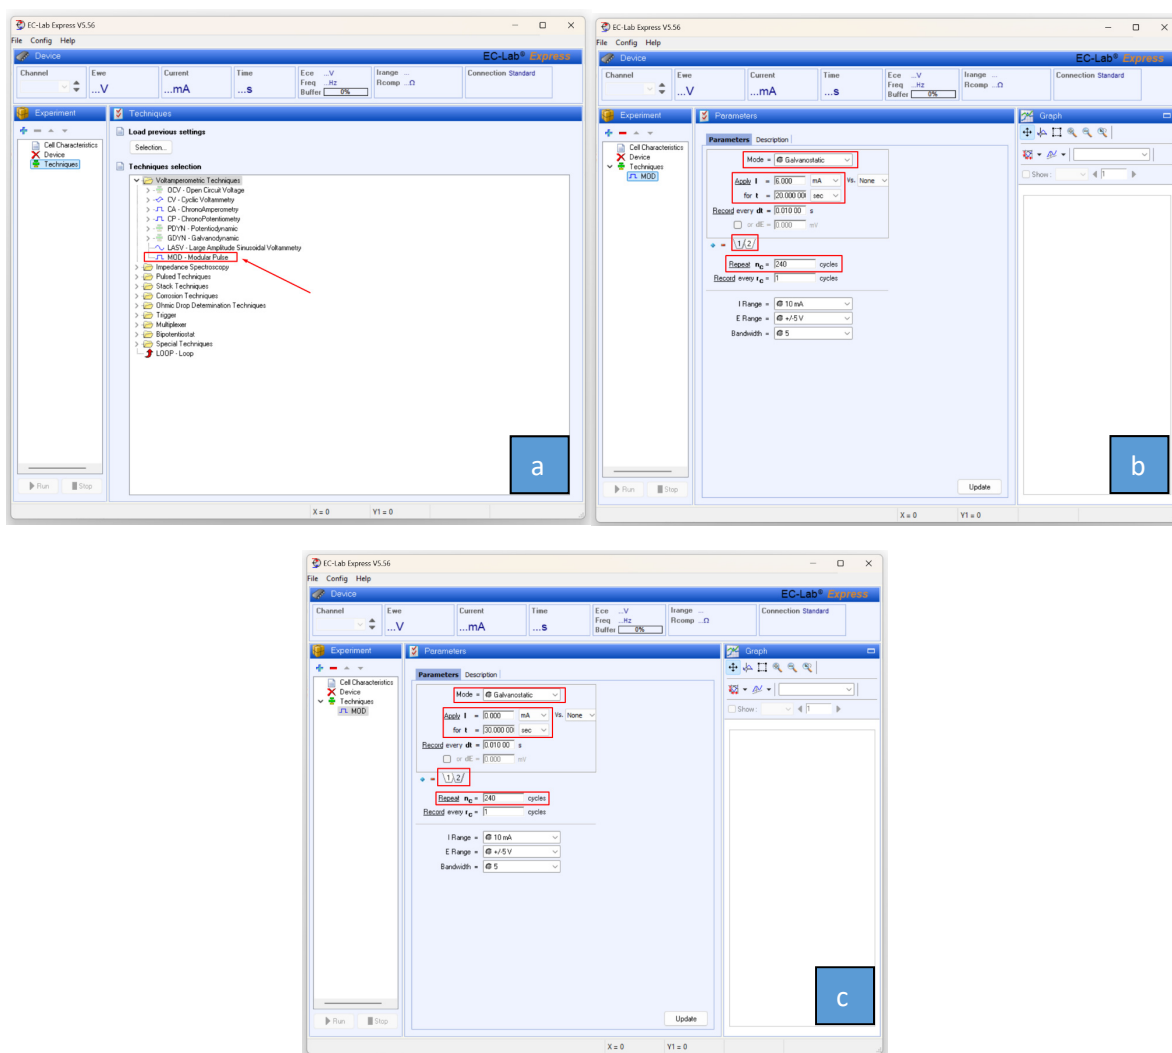 EC-Lab Express V5.56
File Config Help
Device EC-Lab® Express
Channel Ewe Current Time Ece ...V Irange ... Connection Standard
...V ...mA ...s Freq ...Hz Rcomp ...Ω
Buffer 0%
Experiment Techniques
Cell Characteristics
Device
Techniques
Load previous settings
Selection...
Techniques selection
Voltamperometric Techniques
OCV - Open Circuit Voltage
CV - Cyclic Voltammetry
CA - ChronoAmperometry
CP - ChronoPotentiometry
PDYN - Potentiodynamic
GDYN - Galvanodynamic
LASV - Large Amplitude Sinusoidal Voltammetry
MOD - Modular Pulse
Impedance Spectroscopy
Pulsed Techniques
Stack Techniques
Corrosion Techniques
Ohmic Drop Determination Techniques
Trigger
Multiplexer
Bipotentiostat
Special Techniques
LOOP - Loop
Run Stop
X = 0 Y1 = 0
a
EC-Lab Express V5.56
File Config Help
Device EC-Lab® Express
Channel Ewe Current Time Ece ...V Irange ... Connection Standard
...V ...mA ...s Freq ...Hz Rcomp ...Ω
Buffer 0%
Experiment Parameters Graph
Cell Characteristics
Device
Techniques
MOD
Parameters Description
Mode = Galvanostatic
Apply I = 6.000 mA Vs. None
for t = 20.000 00 sec
Record every dt = 0.010 00 s
or dE = 0.000 mV
1 2
Repeat nc = 240 cycles
Record every rc = 1 cycles
I Range = 10 mA
E Range = +/-5 V
Bandwidth = 5
Show: 1
Update
Run Stop
X = 0 Y1 = 0
b
EC-Lab Express V5.56
File Config Help
Device EC-Lab® Express
Channel Ewe Current Time Ece ...V Irange ... Connection Standard
...V ...mA ...s Freq ...Hz Rcomp ...Ω
Buffer 0%
Experiment Parameters Graph
Cell Characteristics
Device
Techniques
MOD
Parameters Description
Mode = Galvanostatic
Apply I = 0.000 mA Vs. None
for t = 30.000 00 sec
Record every dt = 0.010 00 s
or dE = 0.000 mV
1 2
Repeat nc = 240 cycles
Record every rc = 1 cycles
I Range = 10 mA
E Range = +/-5 V
Bandwidth = 5
Show: 1
Update
Run Stop
X = 0 Y1 = 0
c